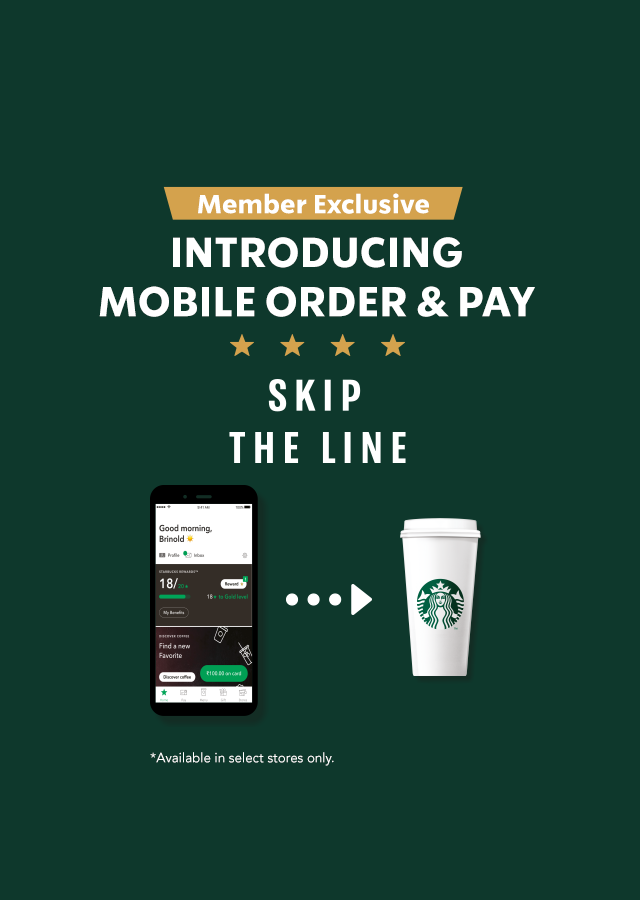 Member Exclusive
INTRODUCING
MOBILE ORDER & PAY
SKIP
THE LINE
Good morning,
Brinold
Profile
Inbox
STARBUCKS REWARDS™
18/
Reward
18★ to Gold level
My Benefits
DISCOVER COFFEE
Find a new
Favorite
Discover coffee
₹100.00 on card
*Available in select stores only.